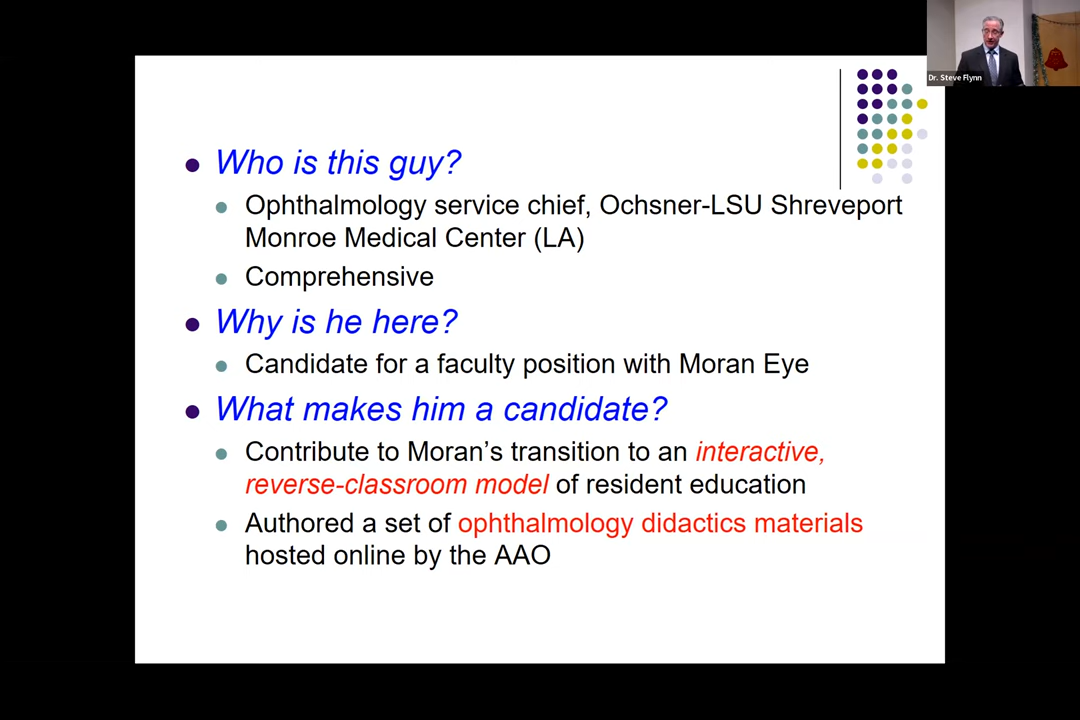 Dr. Steve Flynn
Who is this guy?
Ophthalmology service chief, Ochsner-LSU Shreveport
Monroe Medical Center (LA)
Comprehensive
Why is he here?
Candidate for a faculty position with Moran Eye
What makes him a candidate?
Contribute to Moran’s transition to an interactive,
reverse-classroom model of resident education
Authored a set of ophthalmology didactics materials
hosted online by the AAO